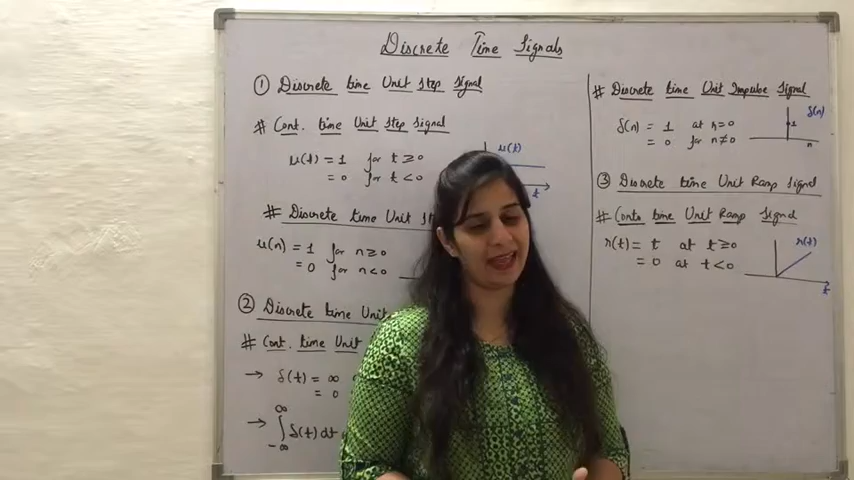 Discrete Time Signals
① Discrete time Unit Step Signal
# Cont. time Unit Step Signal
u(t) = 1 for t ≥ 0
= 0 for t < 0
u(t)
t
# Discrete time Unit
u(n) = 1 for n ≥ 0
= 0 for n < 0
② Discrete time Unit
# Cont. time Unit
→ δ(t) = ∞
= 0
→ ∫ δ(t) dt
∞
-∞
# Discrete time Unit Impulse Signal
δ(n) = 1 at n = 0
= 0 for n ≠ 0
δ(n)
1
n
③ Discrete time Unit Ramp Signal
# Conti time Unit Ramp Signal
r(t) = t at t ≥ 0
= 0 at t < 0
r(t)
t